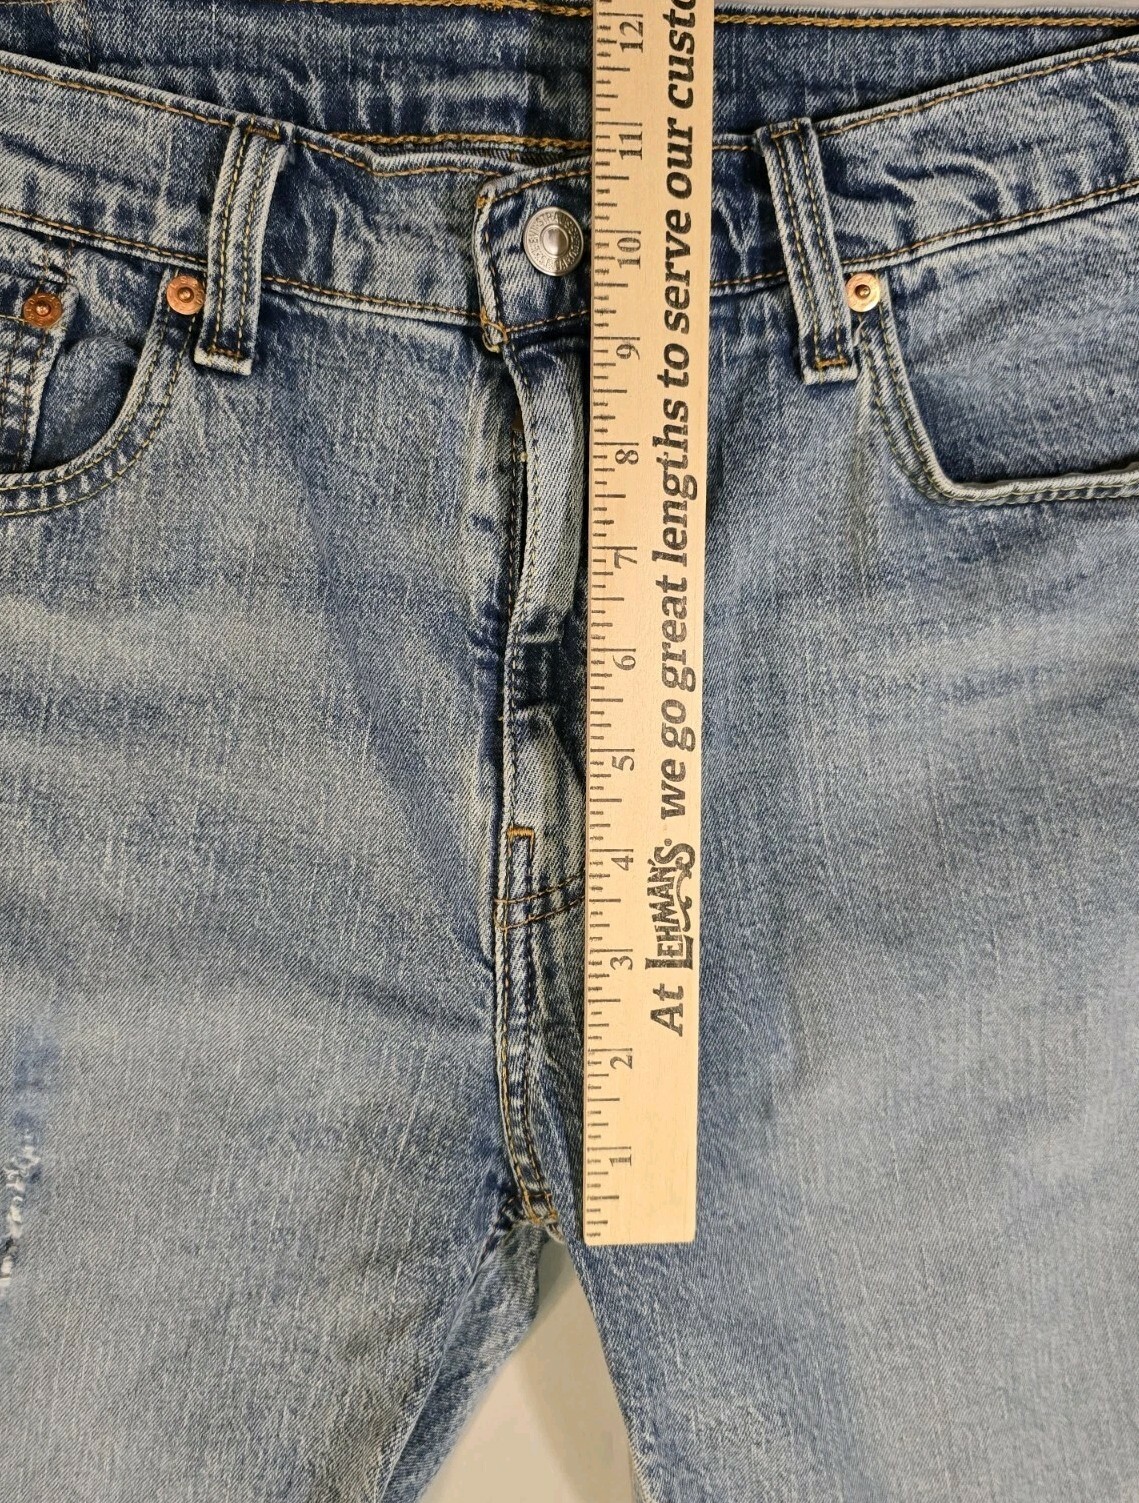 At LEHMAN'S we go great lengths to serve our custo
1 2 3 4 5 6 7 8 9 10 11 12